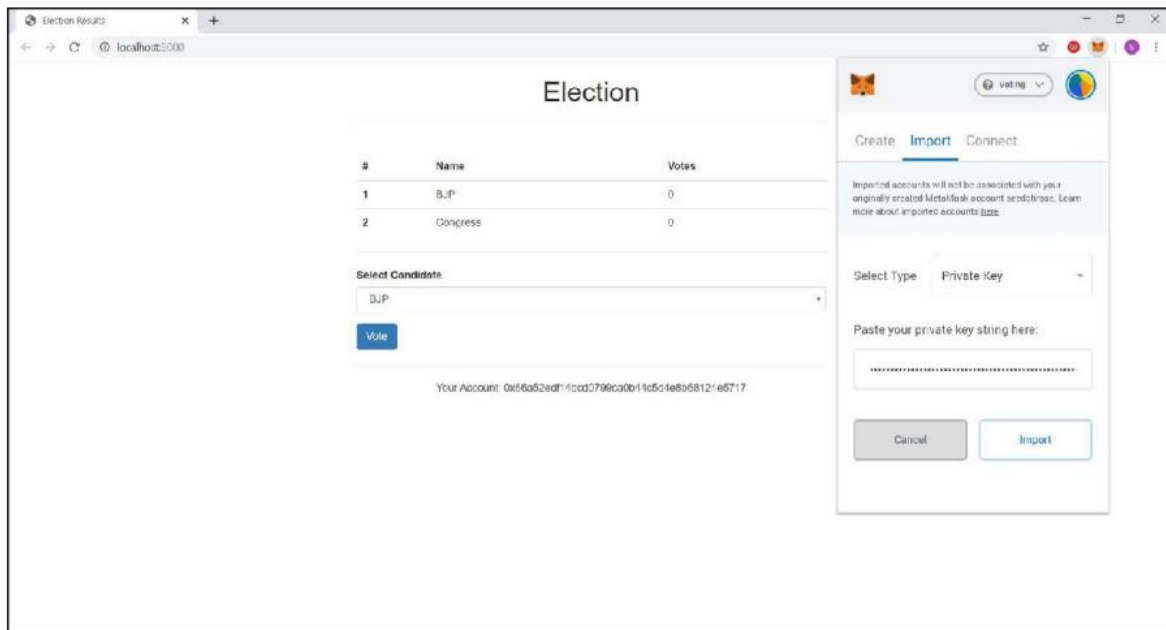 Election Results
localhost:3000
Election
voting
Create Import Connect
Imported accounts will not be associated with your
originally created MetaMask account seedphrase. Learn
more about imported accounts here
# Name Votes
1 BJP 0
2 Congress 0
Select Candidate
BJP
Vote
Your Account:
Select Type Private Key
Paste your private key string here:
Cancel Import